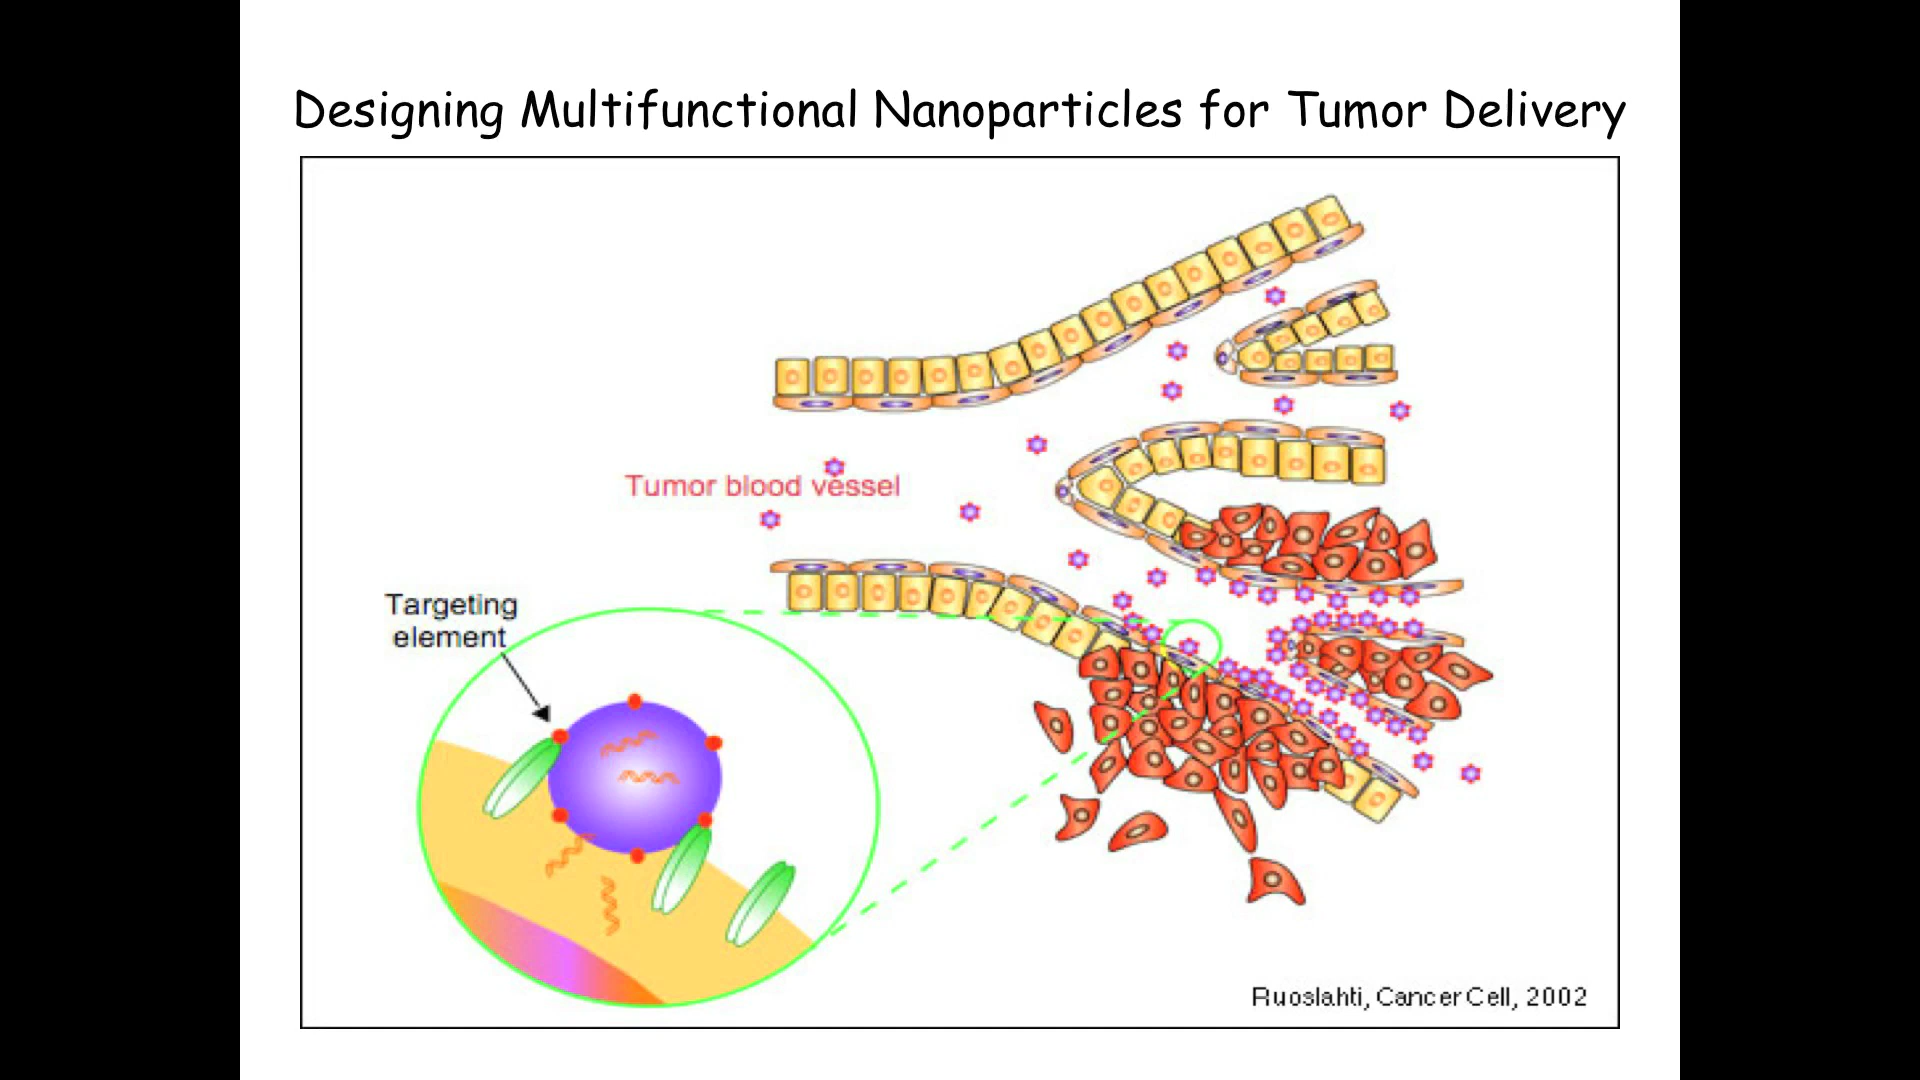 Designing Multifunctional Nanoparticles for Tumor Delivery
Tumor blood vessel
Targeting
element
Ruoslahti, Cancer Cell, 2002